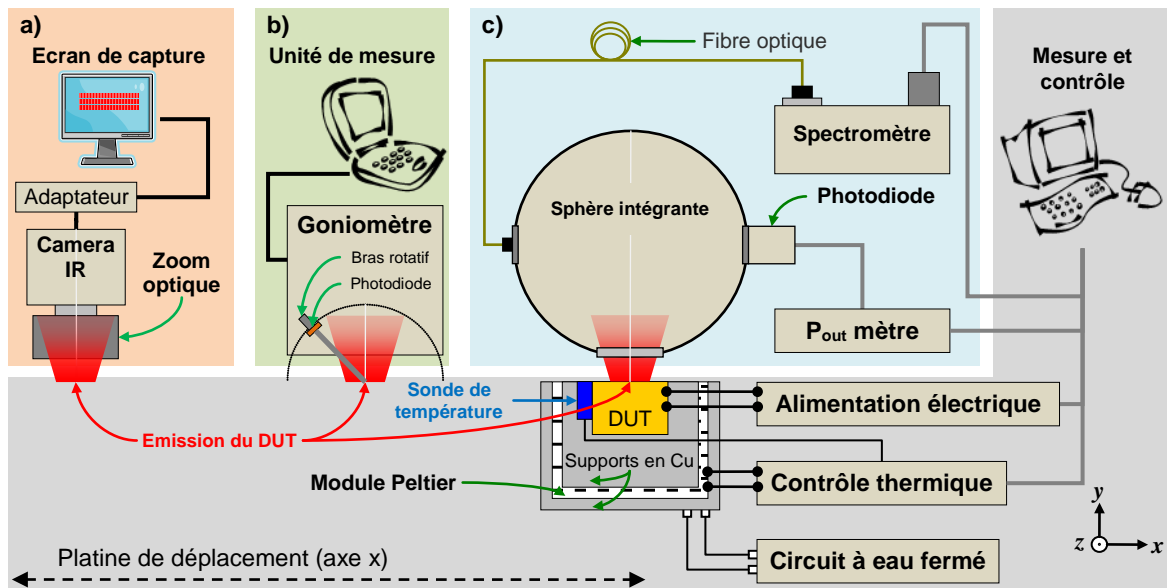 a)
Ecran de capture
Adaptateur
Camera
IR
Zoom
optique
b)
Unité de mesure
Goniomètre
Bras rotatif
Photodiode
c)
Fibre optique
Spectromètre
Sphère intégrante
Photodiode
Pout mètre
Mesure et
contrôle
Sonde de
température
DUT
Alimentation électrique
Emission du DUT
Supports en Cu
Module Peltier
Contrôle thermique
Platine de déplacement (axe x)
Circuit à eau fermé
y
z
x